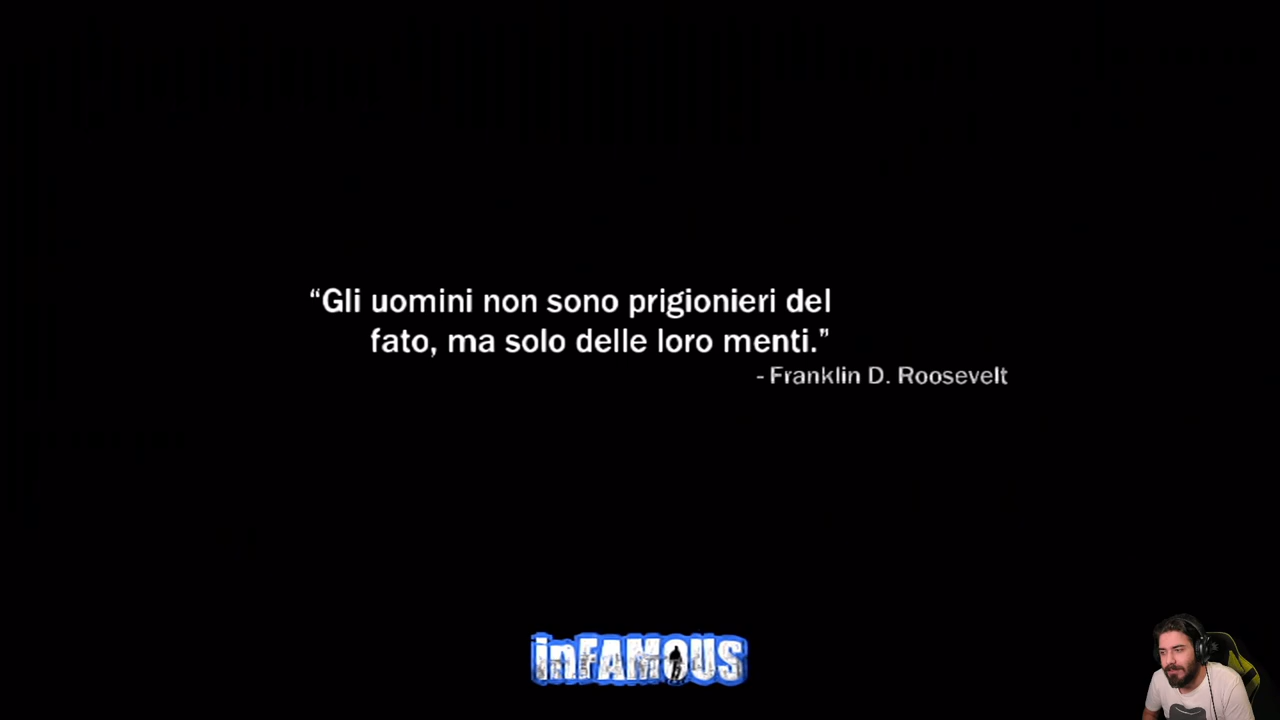 “Gli uomini non sono prigionieri del
fato, ma solo delle loro menti.”
- Franklin D. Roosevelt
inFAMOUS